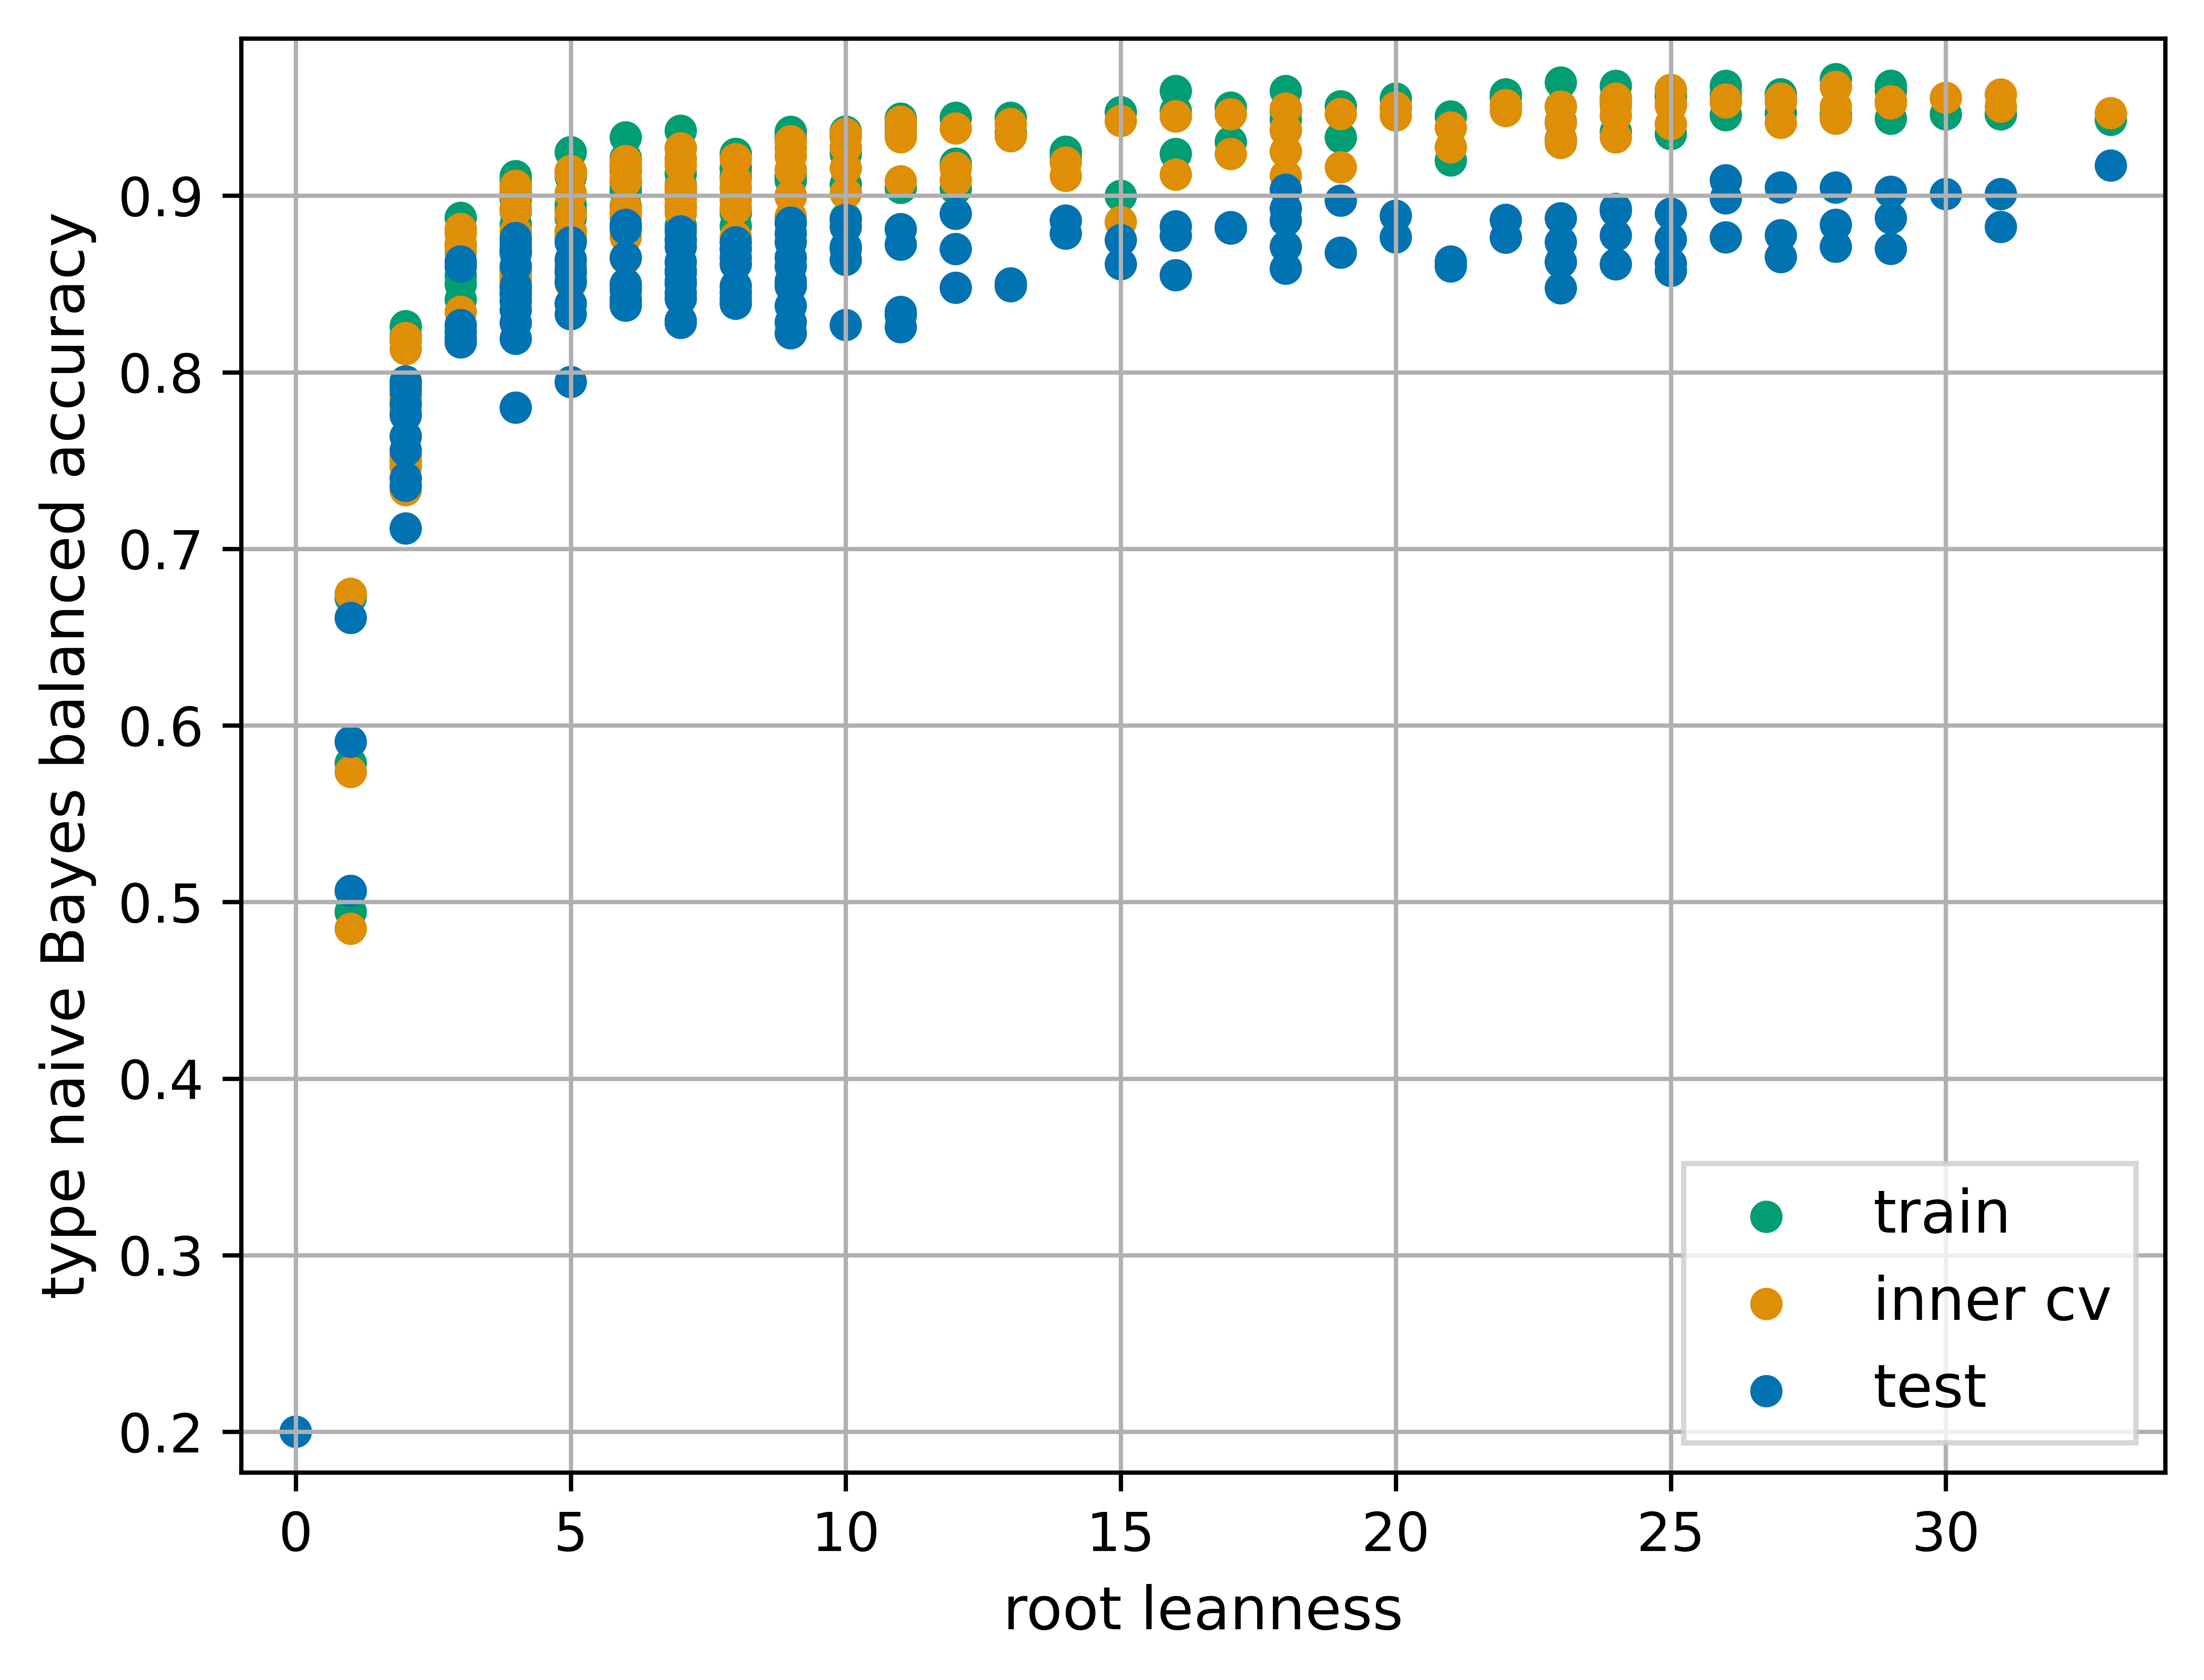 type naive Bayes balanced accuracy
0.9
0.8
0.7
0.6
0.5
0.4
0.3
0.2
train
inner cv
test
0 5 10 15 20 25 30
root leanness